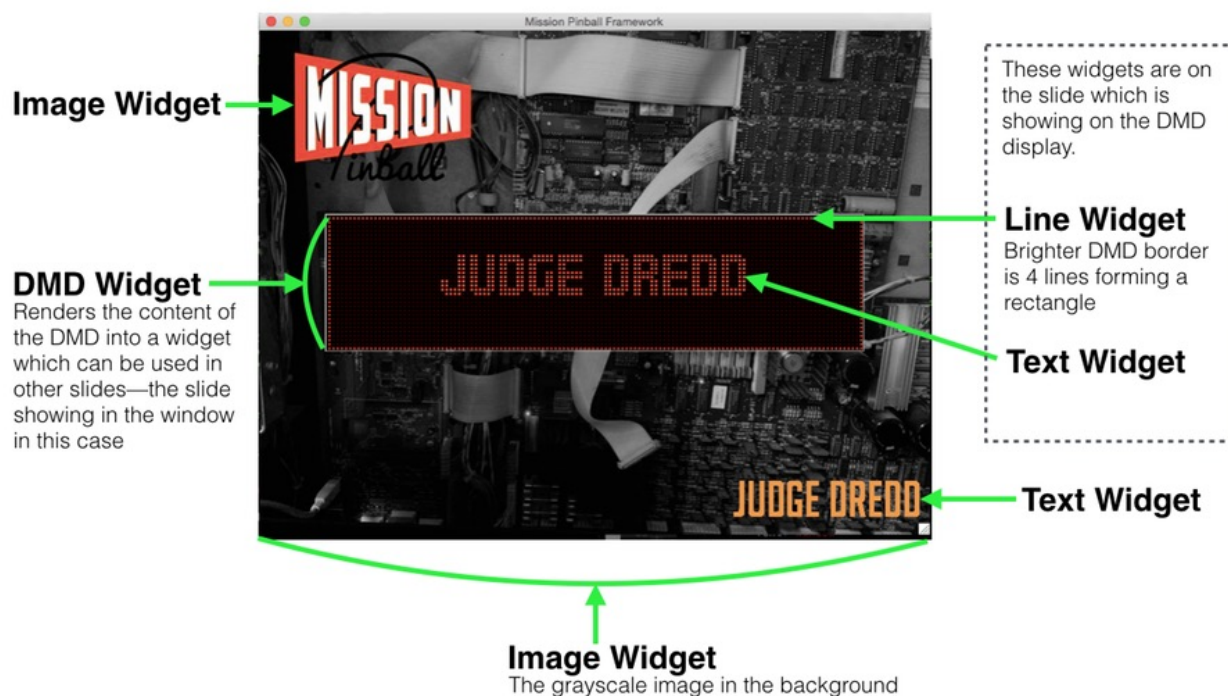 Mission Pinball Framework
Image Widget
MISSION
Pinball
These widgets are on
the slide which is
showing on the DMD
display.
Line Widget
Brighter DMD border
is 4 lines forming a
rectangle
JUDGE DREDD
DMD Widget
Renders the content of
the DMD into a widget
which can be used in
other slides—the slide
showing in the window
in this case
Text Widget
JUDGE DREDD
Text Widget
Image Widget
The grayscale image in the background